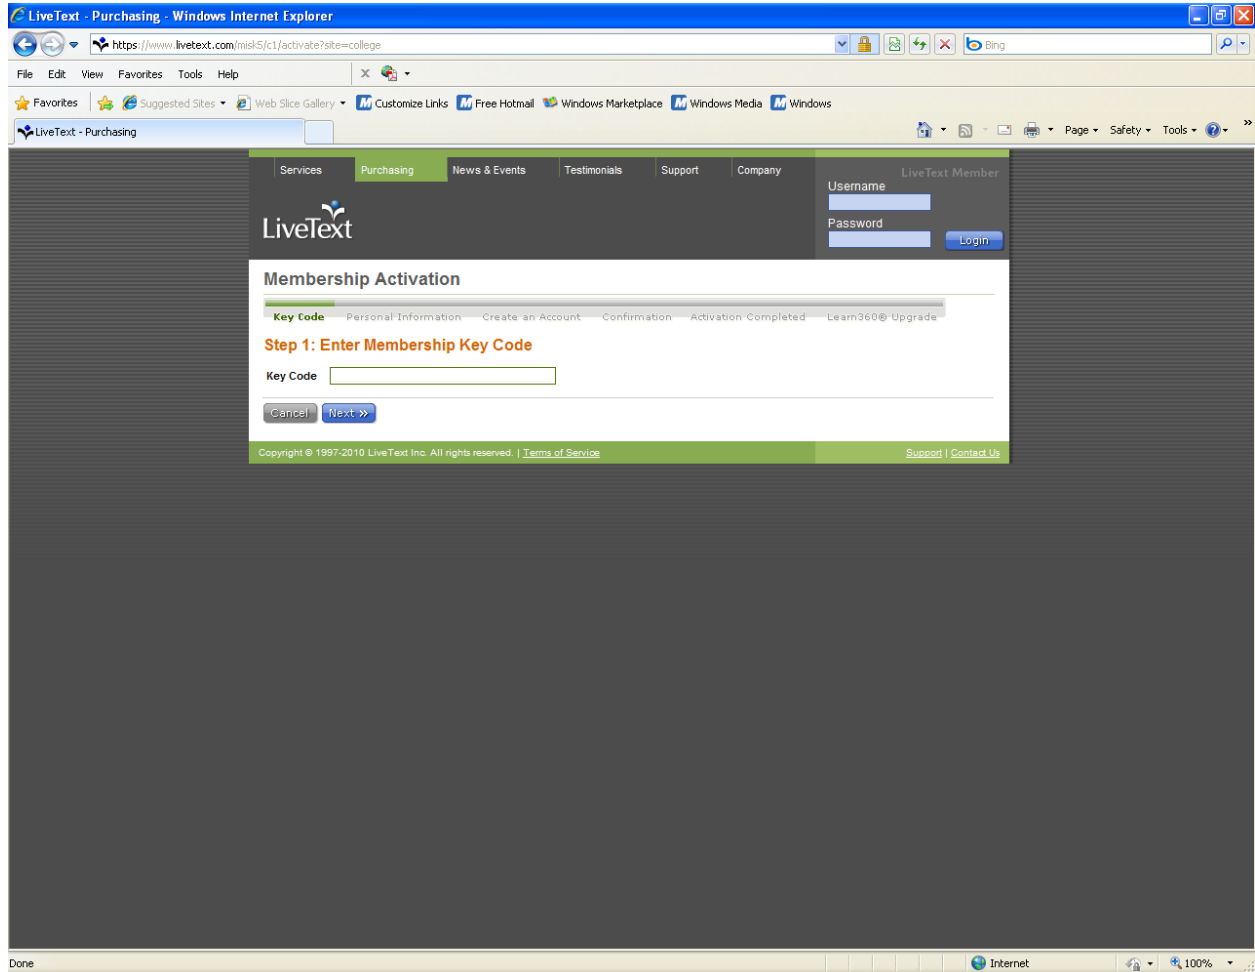 LiveText - Purchasing - Windows Internet Explorer
https://www.livetext.com/misk5/c1/activate?site=college
Bing
File Edit View Favorites Tools Help
Favorites Suggested Sites Web Slice Gallery Customize Links Free Hotmail Windows Marketplace Windows Media Windows
LiveText - Purchasing
Page Safety Tools
Services Purchasing News & Events Testimonials Support Company
LiveText Member
Username
Password
Login
LiveText
Membership Activation
Key Code Personal Information Create an Account Confirmation Activation Completed Learn360® Upgrade
Step 1: Enter Membership Key Code
Key Code
Cancel Next »
Copyright © 1997-2010 LiveText Inc. All rights reserved. | Terms of Service
Support | Contact Us
Done
Internet
100%